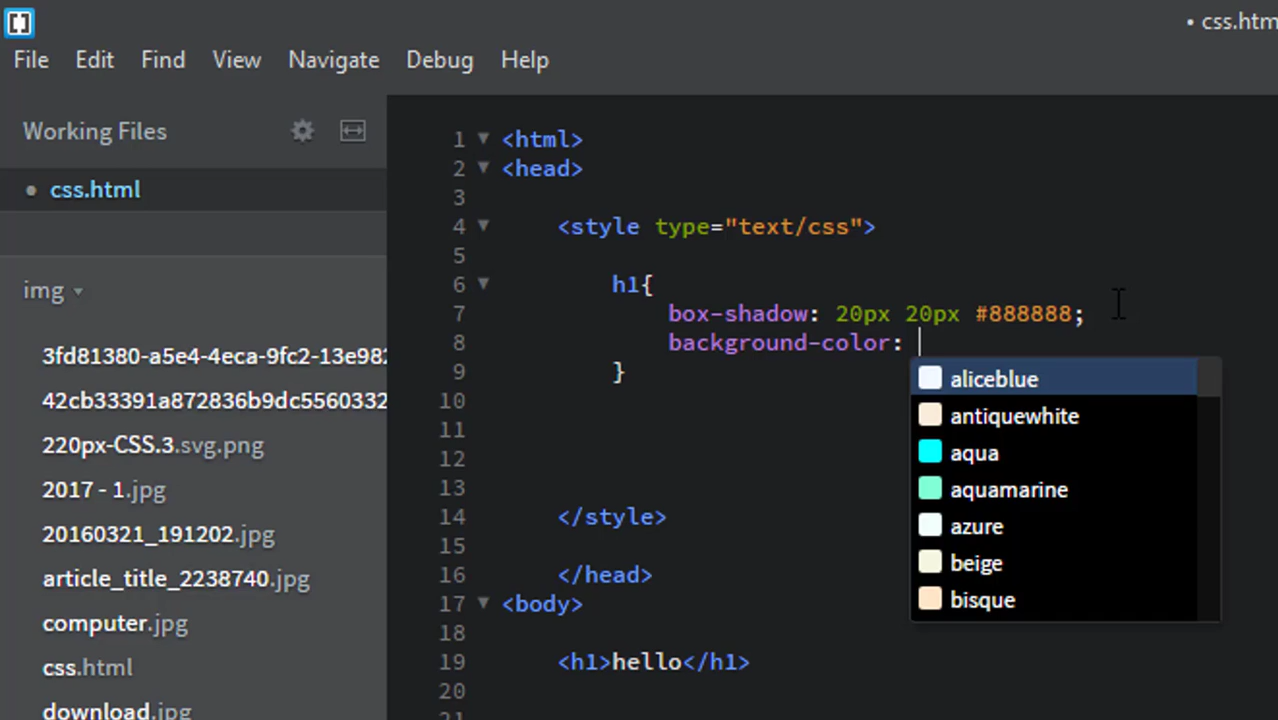 • css.htm
File Edit Find View Navigate Debug Help
Working Files
• css.html
img
3fd81380-a5e4-4eca-9fc2-13e982
42cb33391a872836b9dc5560332
220px-CSS.3.svg.png
2017 - 1.jpg
20160321_191202.jpg
article_title_2238740.jpg
computer.jpg
css.html
download.jpg
1 <html>
2 <head>
3
4 <style type="text/css">
5
6 h1{
7 box-shadow: 20px 20px #888888;
8 background-color:
9 }
10
11
12
13
14 </style>
15
16 </head>
17 <body>
18
19 <h1>hello</h1>
20
21
aliceblue
antiquewhite
aqua
aquamarine
azure
beige
bisque